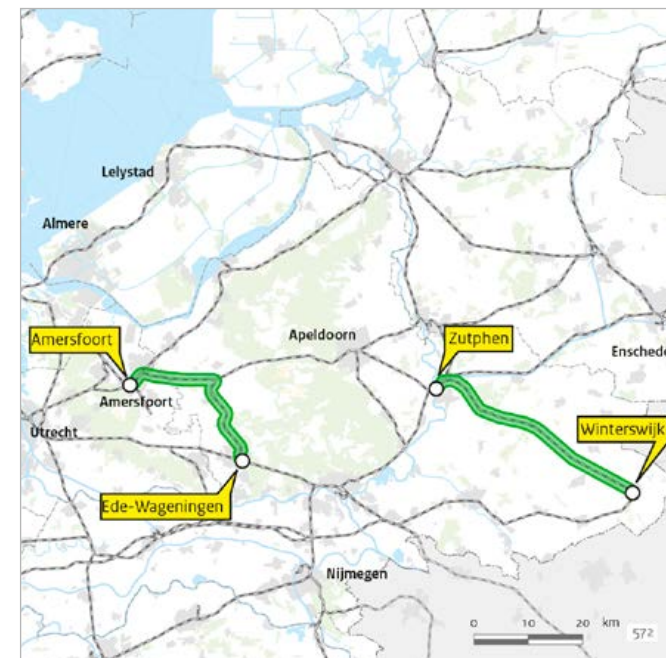 Lelystad
Almere
Amersfoort
Apeldoorn
Zutphen
Enschede
Amersfoort
Utrecht
Winterswijk
Ede-Wageningen
Nijmegen
0 10 20 km
572